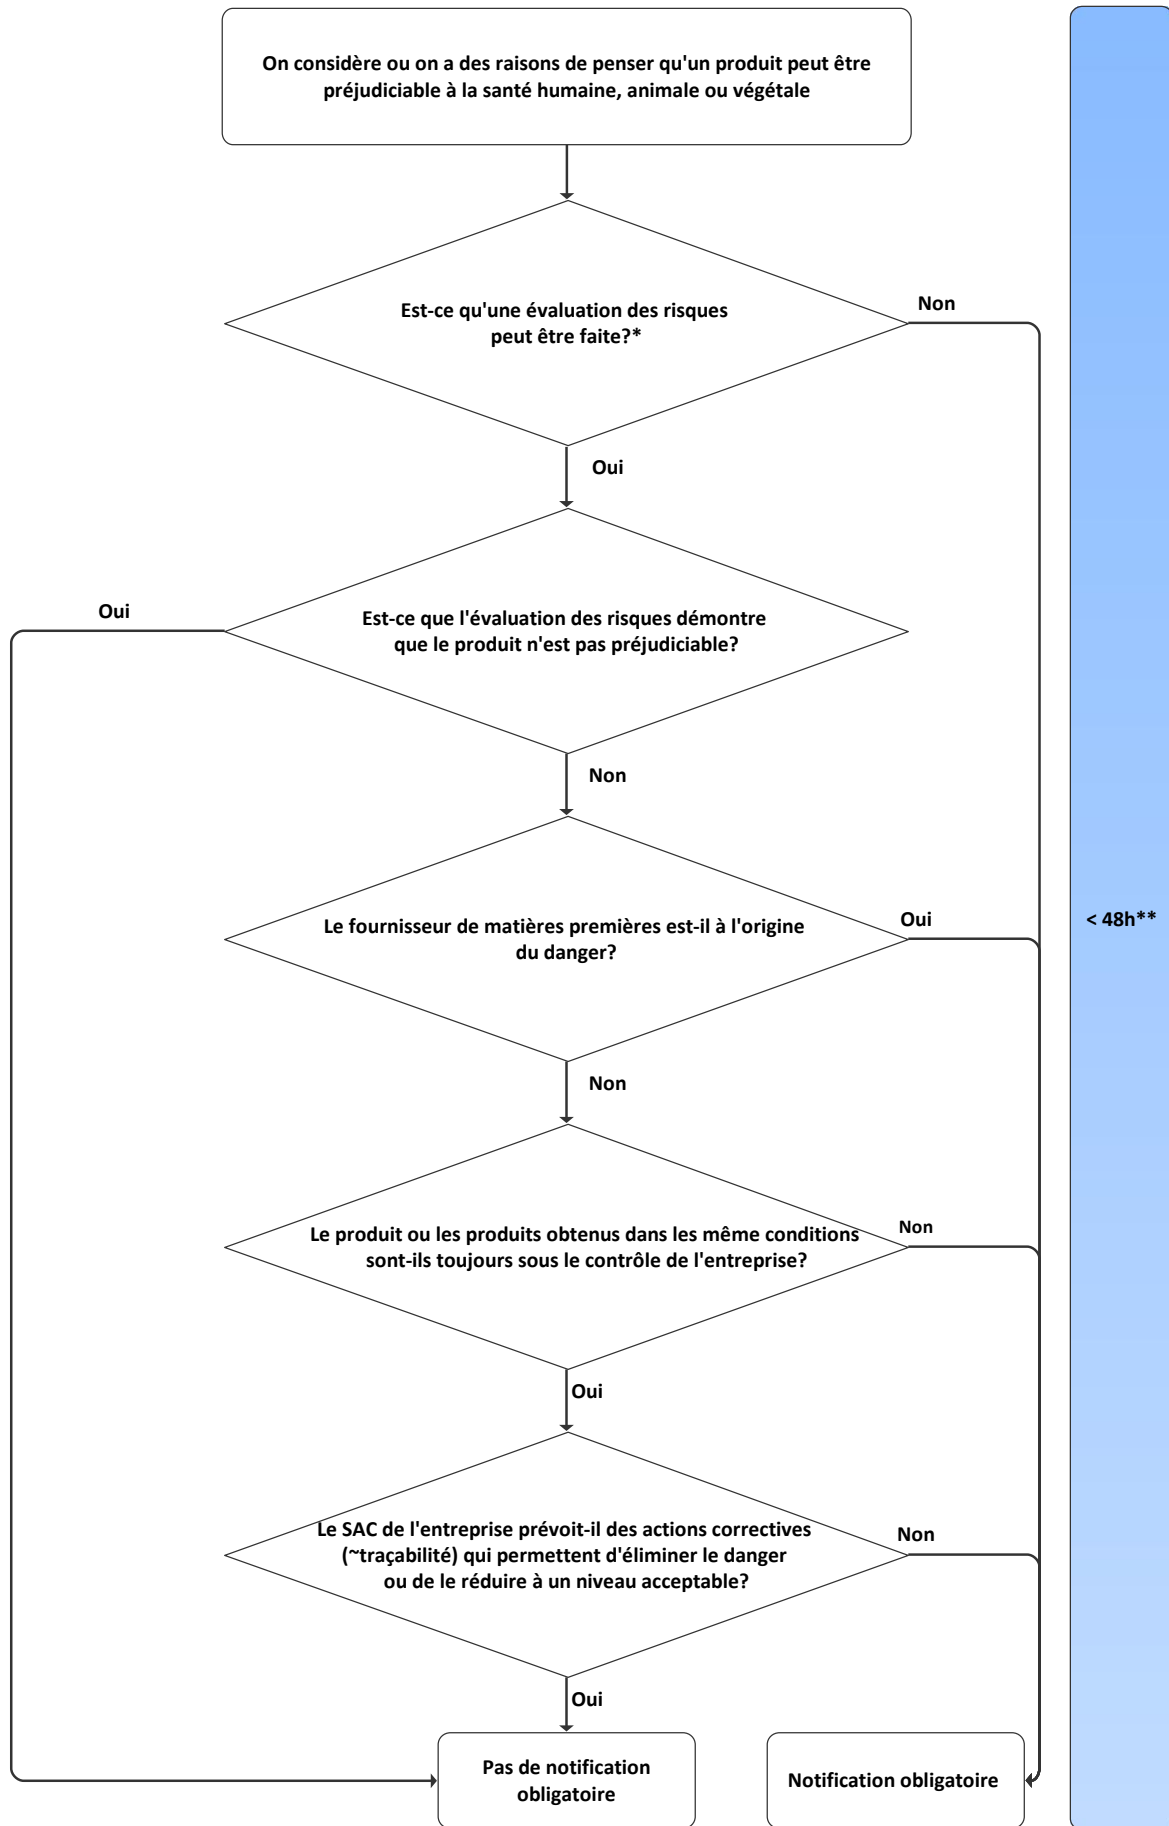 On considère ou on a des raisons de penser qu'un produit peut être
préjudiciable à la santé humaine, animale ou végétale
Est-ce qu'une évaluation des risques
peut être faite?*
Non
Oui
Est-ce que l'évaluation des risques démontre
que le produit n'est pas préjudiciable?
Oui
Non
Le fournisseur de matières premières est-il à l'origine
du danger?
Oui
< 48h**
Non
Le produit ou les produits obtenus dans les même conditions
sont-ils toujours sous le contrôle de l'entreprise?
Non
Oui
Le SAC de l'entreprise prévoit-il des actions correctives
(~traçabilité) qui permettent d'éliminer le danger
ou de le réduire à un niveau acceptable?
Non
Oui
Pas de notification
obligatoire
Notification obligatoire